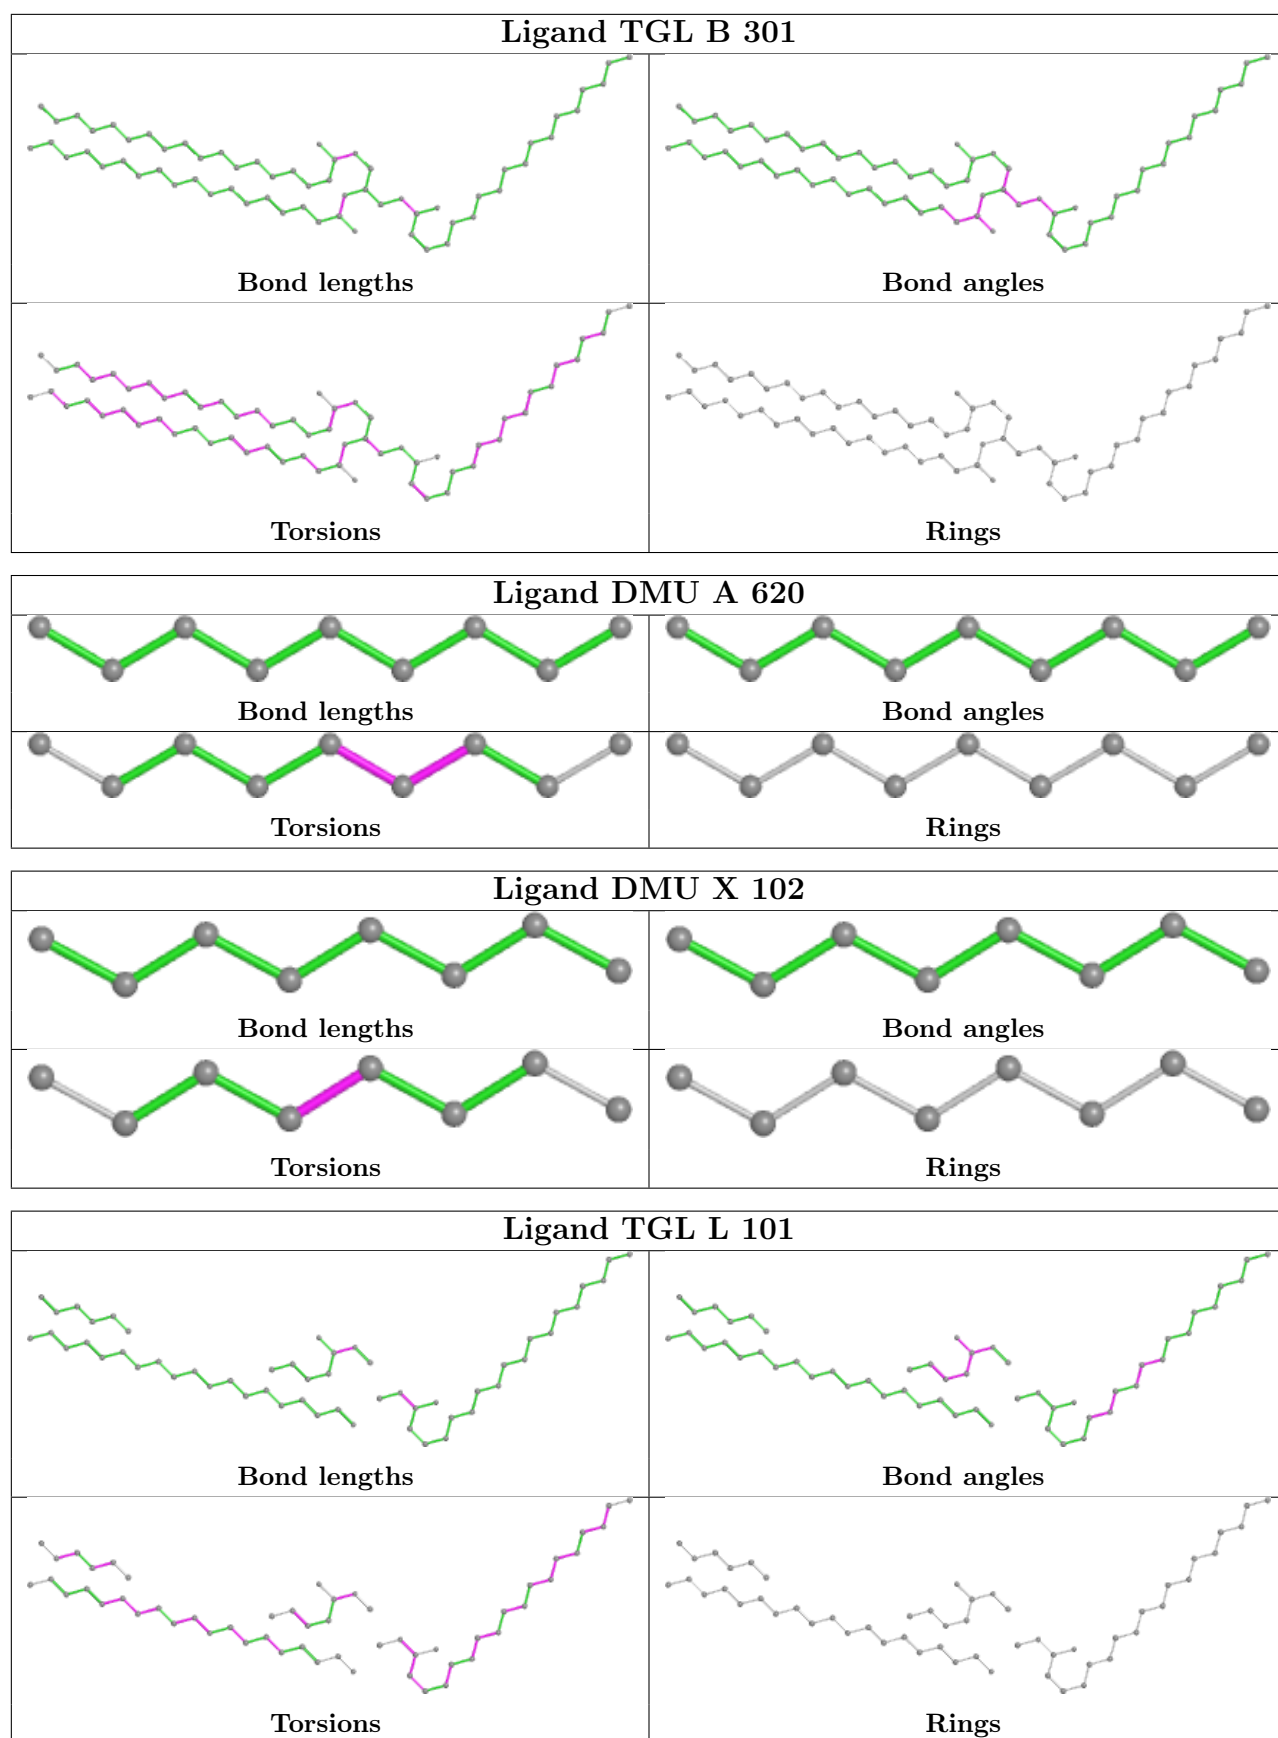 Ligand TGL B 301
Bond lengths
Bond angles
Torsions
Rings
Ligand DMU A 620
Bond lengths
Bond angles
Torsions
Rings
Ligand DMU X 102
Bond lengths
Bond angles
Torsions
Rings
Ligand TGL L 101
Bond lengths
Bond angles
Torsions
Rings